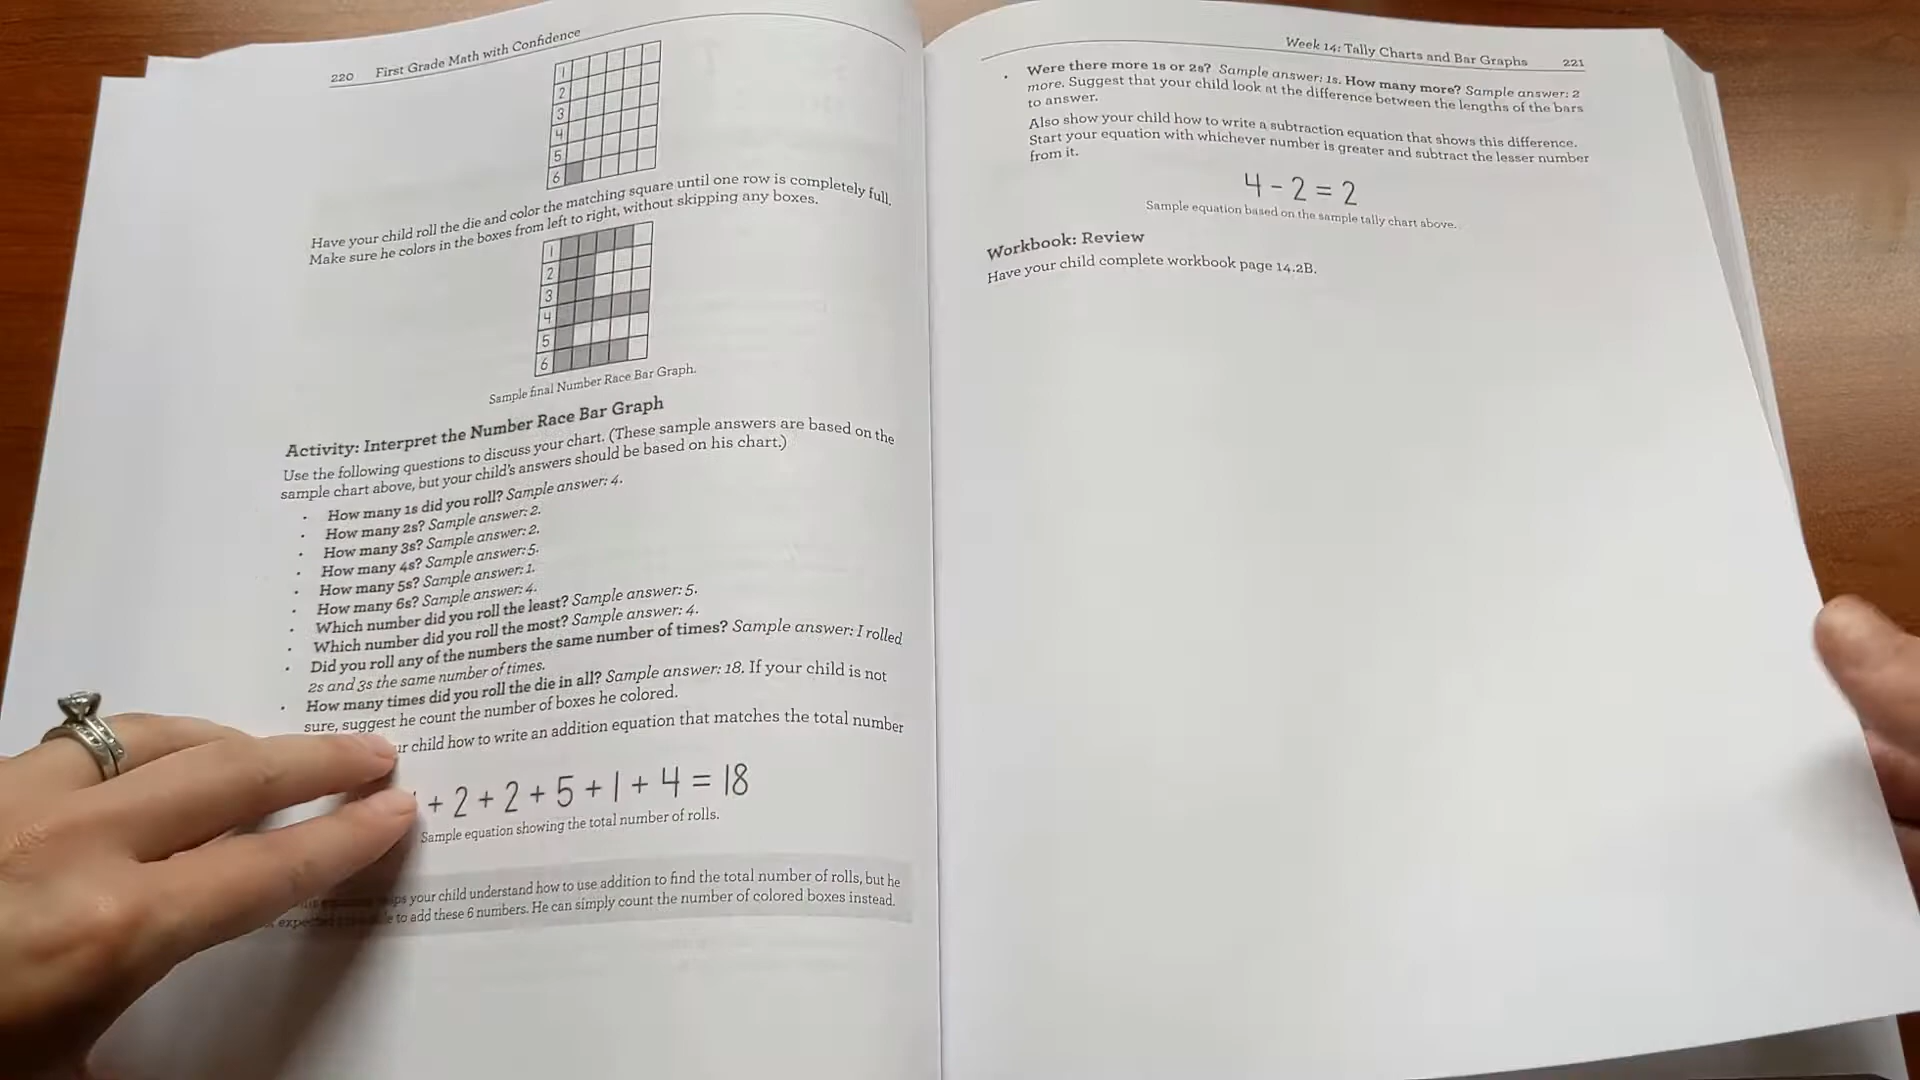 220 First Grade Math with Confidence
1
2
3
4
5
6
Have your child roll the die and color the matching square until one row is completely full.
Make sure he colors in the boxes from left to right, without skipping any boxes.
1
2
3
4
5
6
Sample final Number Race Bar Graph.
Activity: Interpret the Number Race Bar Graph
Use the following questions to discuss your chart. (These sample answers are based on the
sample chart above, but your child's answers should be based on his chart.)
· How many 1s did you roll? Sample answer: 4.
· How many 2s? Sample answer: 2.
· How many 3s? Sample answer: 2.
· How many 4s? Sample answer: 5.
· How many 5s? Sample answer: 1.
· How many 6s? Sample answer: 4.
· Which number did you roll the least? Sample answer: 5.
· Which number did you roll the most? Sample answer: 4.
· Did you roll any of the numbers the same number of times? Sample answer: I rolled
2s and 3s the same number of times.
· How many times did you roll the die in all? Sample answer: 18. If your child is not
sure, suggest he count the number of boxes he colored.
child how to write an addition equation that matches the total number
+ 2 + 2 + 5 + 1 + 4 = 18
Sample equation showing the total number of rolls.
your child understand how to use addition to find the total number of rolls, but he
to add these 6 numbers. He can simply count the number of colored boxes instead.
Week 14: Tally Charts and Bar Graphs 221
· Were there more 1s or 2s? Sample answer: 1s. How many more? Sample answer: 2
more. Suggest that your child look at the difference between the lengths of the bars
to answer.
Also show your child how to write a subtraction equation that shows this difference.
Start your equation with whichever number is greater and subtract the lesser number
from it.
4 - 2 = 2
Sample equation based on the sample tally chart above.
Workbook: Review
Have your child complete workbook page 14.2B.